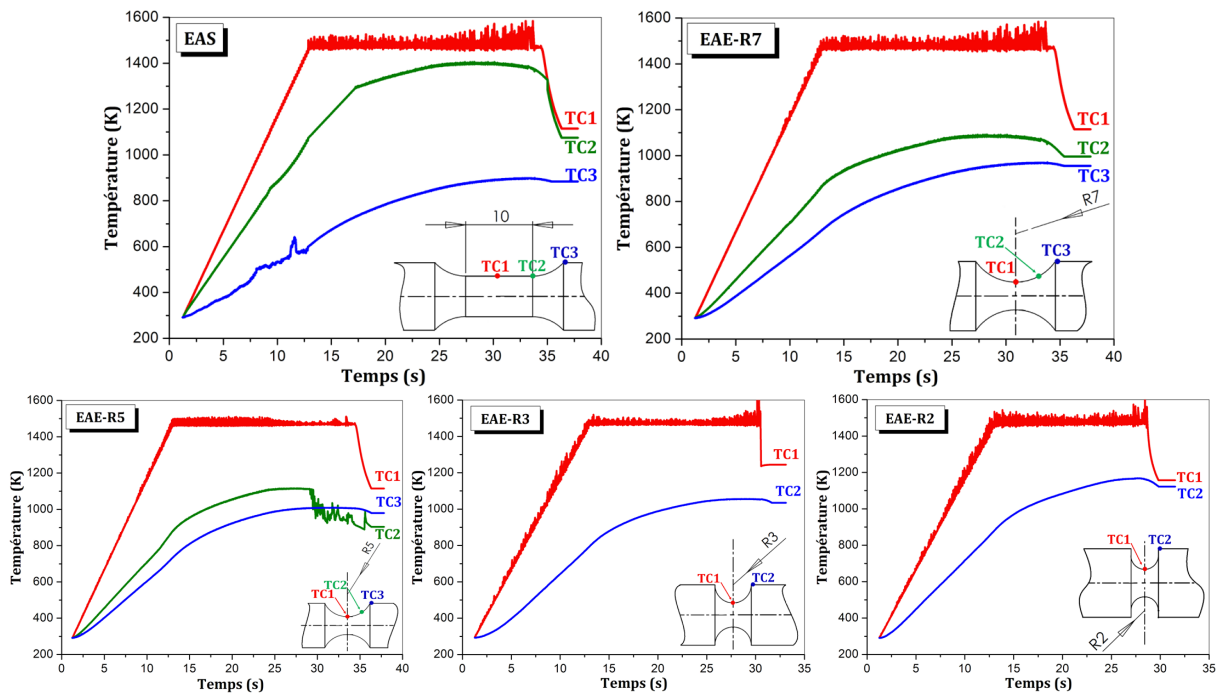 EAS
Température (K)
1600
1400
1200
1000
800
600
400
200
0
5
10
15
20
25
30
35
40
Temps (s)
TC1
TC2
TC3
10
TC1
TC2
TC3
EAE-R7
Température (K)
1600
1400
1200
1000
800
600
400
200
0
5
10
15
20
25
30
35
40
Temps (s)
TC1
TC2
TC3
R7
TC2
TC3
TC1
EAE-R5
Température (K)
1600
1400
1200
1000
800
600
400
200
0
5
10
15
20
25
30
35
40
Temps (s)
TC1
TC3
TC2
R5
TC2
TC1
TC3
EAE-R3
Température (K)
1600
1400
1200
1000
800
600
400
200
0
5
10
15
20
25
30
35
Temps (s)
TC1
TC2
R3
TC1
TC2
EAE-R2
Température (K)
1600
1400
1200
1000
800
600
400
200
0
5
10
15
20
25
30
35
Temps (s)
TC1
TC2
TC1
TC2
R2